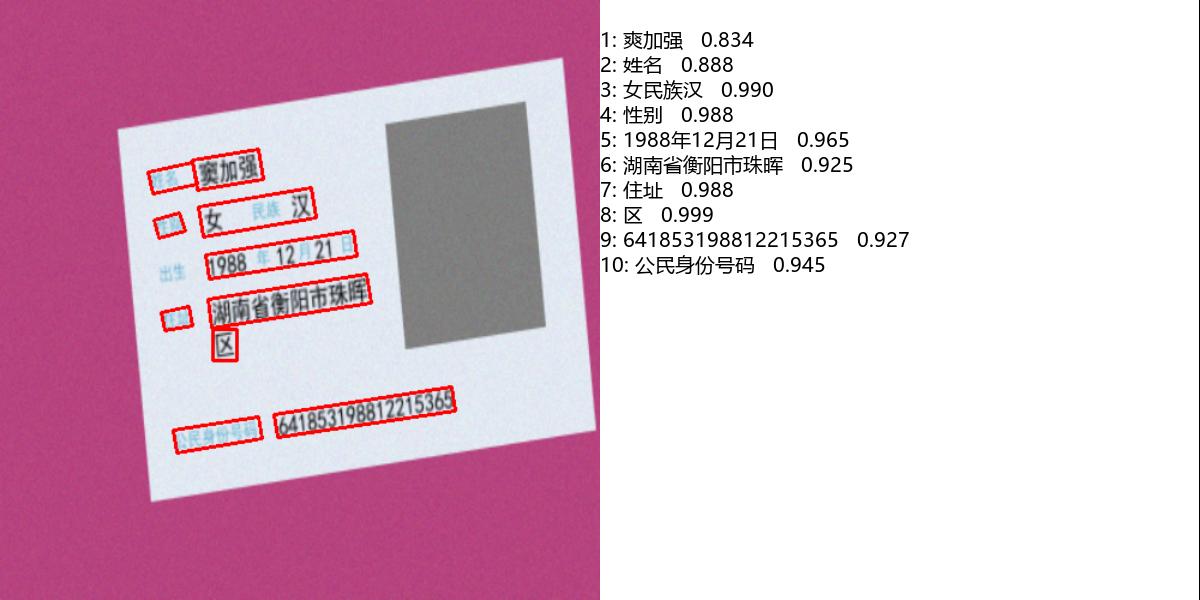 姓名 窦加强
性别 女 民族 汉
出生 1988 年 12 月 21 日
住址 湖南省衡阳市珠晖
区
公民身份号码 641853198812215365
1: 爽加强 0.834
2: 姓名 0.888
3: 女民族汉 0.990
4: 性别 0.988
5: 1988年12月21日 0.965
6: 湖南省衡阳市珠晖 0.925
7: 住址 0.988
8: 区 0.999
9: 641853198812215365 0.927
10: 公民身份号码 0.945